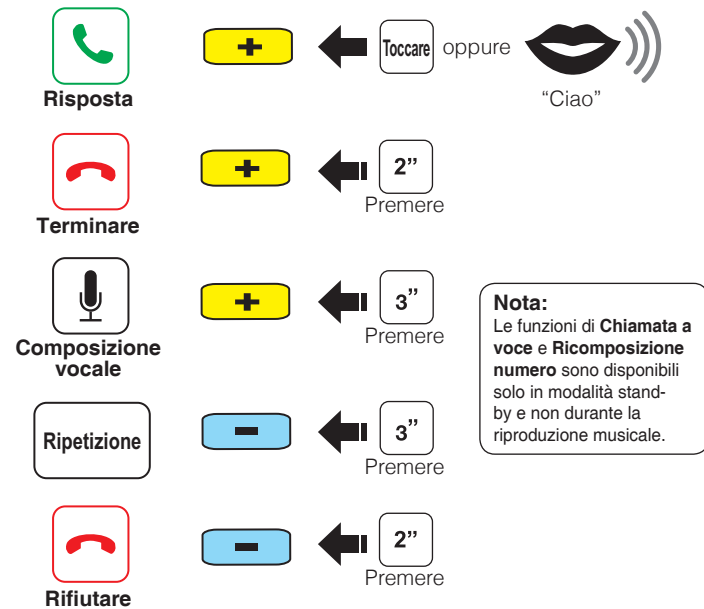 Toccare oppure
Risposta
“Ciao”
2”
Terminare
Premere
3”
Premere
Composizione
vocale
Nota:
Le funzioni di Chiamata a
voce e Ricomposizione
numero sono disponibili
solo in modalità stand-
by e non durante la
riproduzione musicale.
Ripetizione
3”
Premere
2”
Premere
Rifiutare